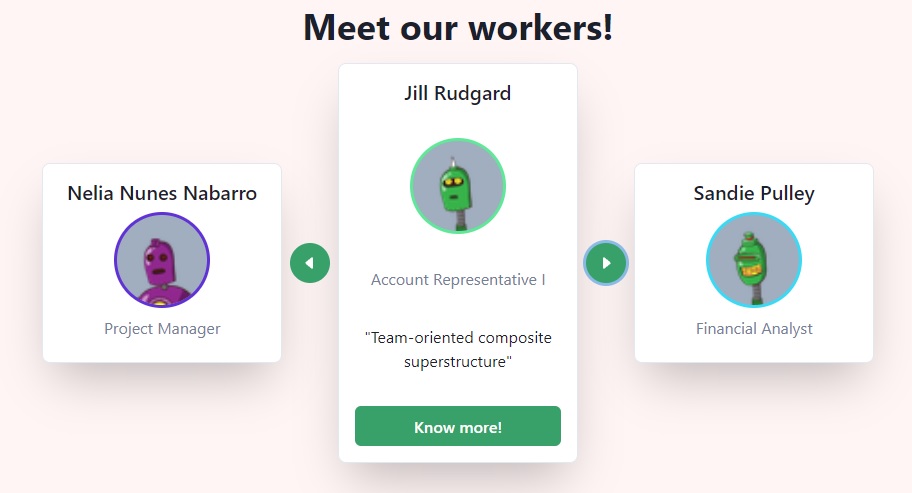 Meet our workers!
Nelia Nunes Nabarro
Project Manager
Jill Rudgard
Account Representative I
"Team-oriented composite
superstructure"
Know more!
Sandie Pulley
Financial Analyst